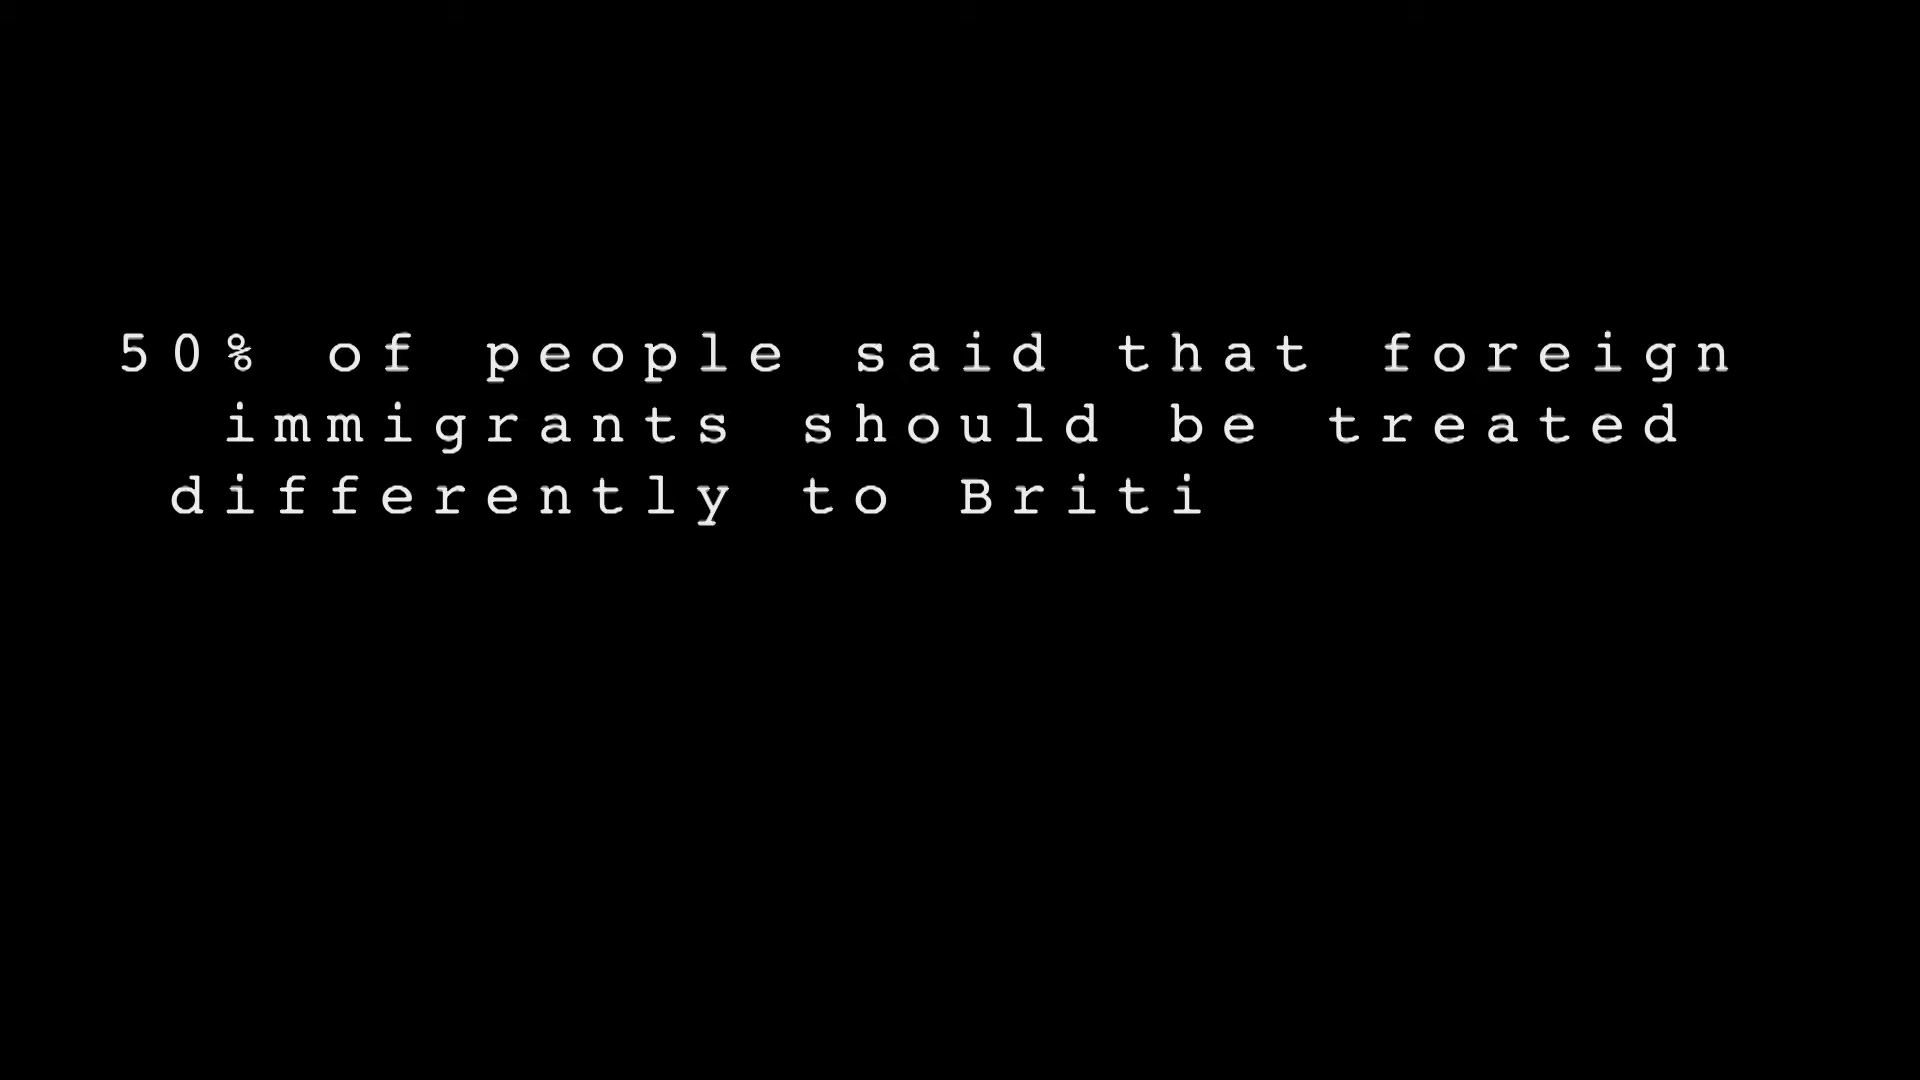 50% of people said that foreign
immigrants should be treated
differently to Briti